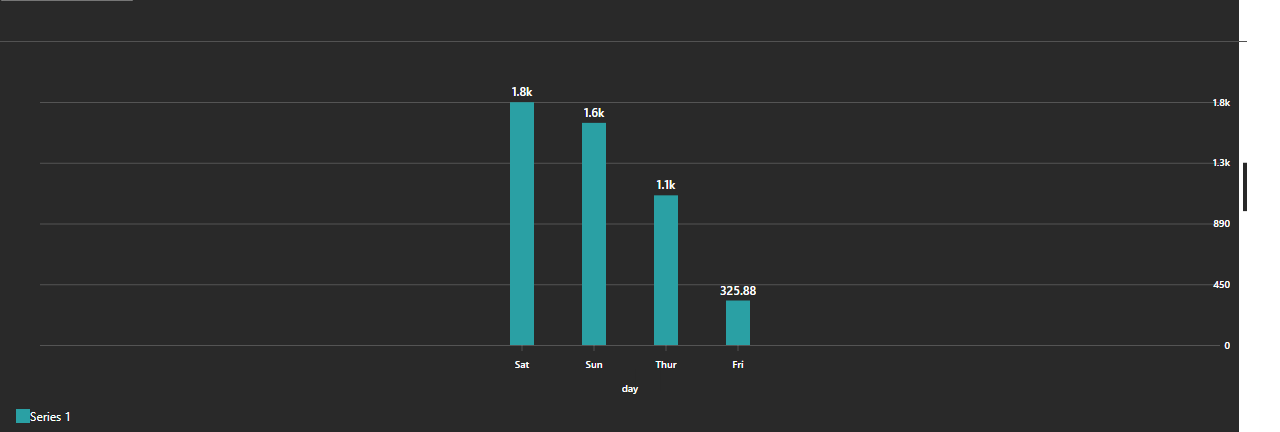 1.8k
1.6k
1.1k
325.88
1.8k
1.3k
890
450
0
Sat Sun Thur Fri
day
Series 1